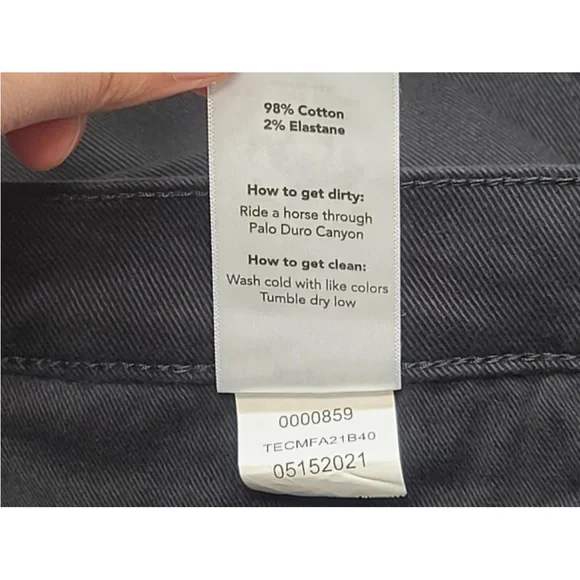 98% Cotton
2% Elastane
How to get dirty:
Ride a horse through
Palo Duro Canyon
How to get clean:
Wash cold with like colors
Tumble dry low
0000859
TECMFA21B40
05152021